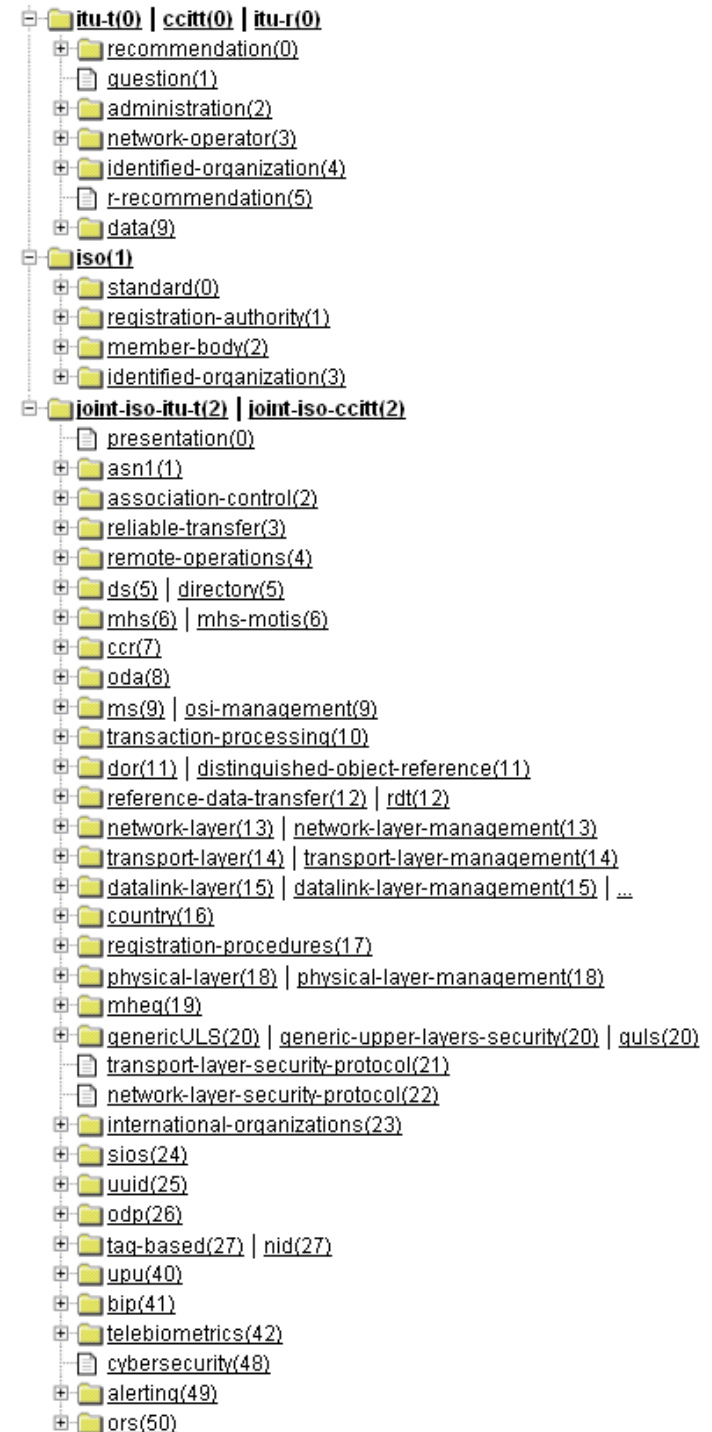 itu-t(0) | ccitt(0) | itu-r(0)
recommendation(0)
question(1)
administration(2)
network-operator(3)
identified-organization(4)
r-recommendation(5)
data(9)
iso(1)
standard(0)
registration-authority(1)
member-body(2)
identified-organization(3)
joint-iso-itu-t(2) | joint-iso-ccitt(2)
presentation(0)
asn1(1)
association-control(2)
reliable-transfer(3)
remote-operations(4)
ds(5) | directory(5)
mhs(6) | mhs-motis(6)
ccr(7)
oda(8)
ms(9) | osi-management(9)
transaction-processing(10)
dor(11) | distinguished-object-reference(11)
reference-data-transfer(12) | rdt(12)
network-layer(13) | network-layer-management(13)
transport-layer(14) | transport-layer-management(14)
datalink-layer(15) | datalink-layer-management(15) | ...
country(16)
registration-procedures(17)
physical-layer(18) | physical-layer-management(18)
mheg(19)
genericULS(20) | generic-upper-layers-security(20) | guls(20)
transport-layer-security-protocol(21)
network-layer-security-protocol(22)
international-organizations(23)
sios(24)
uuid(25)
odp(26)
tag-based(27) | nid(27)
upu(40)
bip(41)
telebiometrics(42)
cybersecurity(48)
alerting(49)
ors(50)